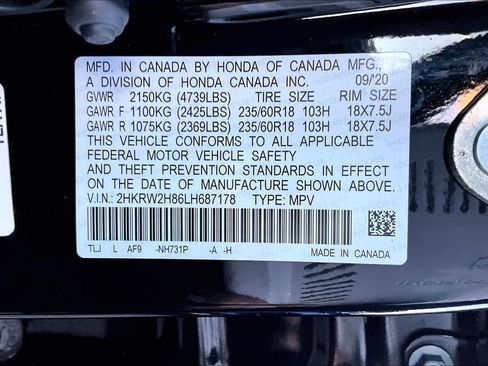 MFD. IN CANADA BY HONDA OF CANADA MFG.,
A DIVISION OF HONDA CANADA INC. 09/'20
GVWR 2150KG (4739LBS) TIRE SIZE RIM SIZE
GAWR F 1100KG (2425LBS) 235/60R18 103H 18X7.5J
GAWR R 1075KG (2369LBS) 235/60R18 103H 18X7.5J
THIS VEHICLE CONFORMS TO ALL APPLICABLE
FEDERAL MOTOR VEHICLE SAFETY
AND THEFT PREVENTION STANDARDS IN EFFECT
ON THE DATE OF MANUFACTURE SHOWN ABOVE.
V.I.N.: 2HKRW2H86LH687178 TYPE: MPV
TLJ L AF9 -NH731P -A -H MADE IN CANADA